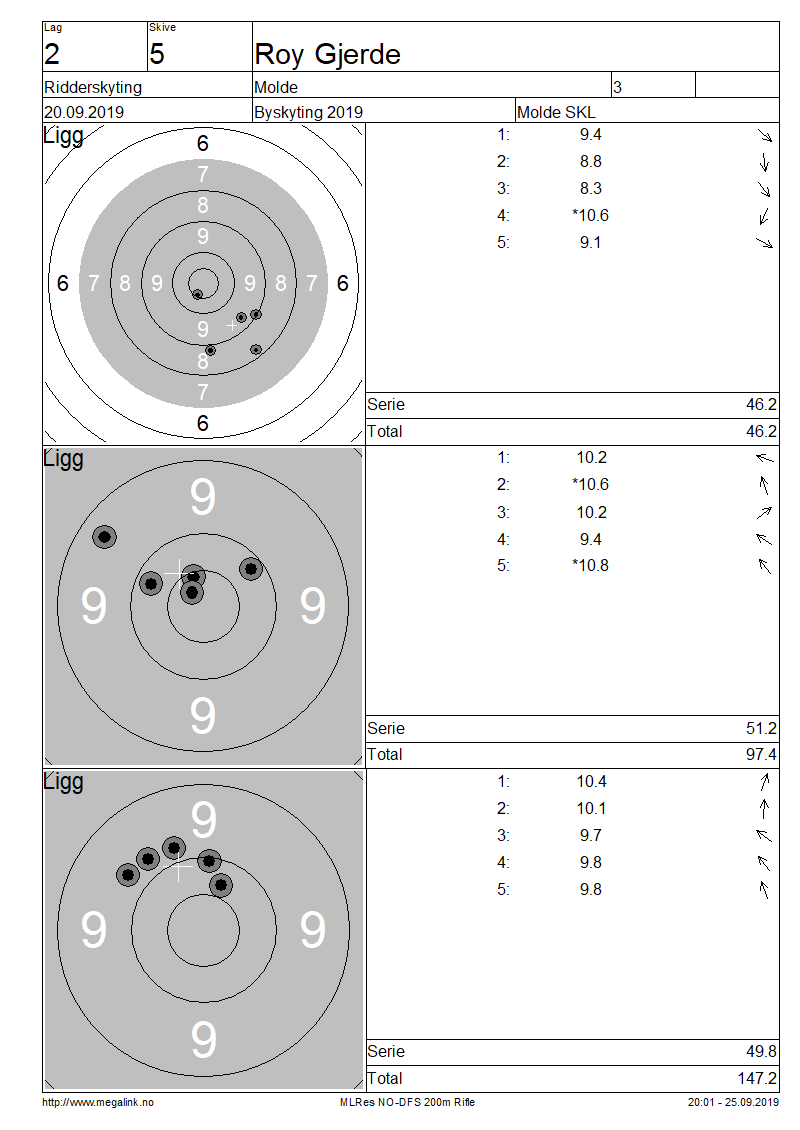 Lag
Skive
2
5
Roy Gjerde
Ridderskyting
Molde
3
20.09.2019
Byskyting 2019
Molde SKL
Ligg
6
7
8
9
6 7 8 9 9 8 7 6
9
8
7
6
1: 9.4
2: 8.8
3: 8.3
4: *10.6
5: 9.1
Serie 46.2
Total 46.2
Ligg
9
9 9
9
1: 10.2
2: *10.6
3: 10.2
4: 9.4
5: *10.8
Serie 51.2
Total 97.4
Ligg
9
9 9
9
1: 10.4
2: 10.1
3: 9.7
4: 9.8
5: 9.8
Serie 49.8
Total 147.2
http://www.megalink.no
MLRes NO-DFS 200m Rifle
20:01 - 25.09.2019